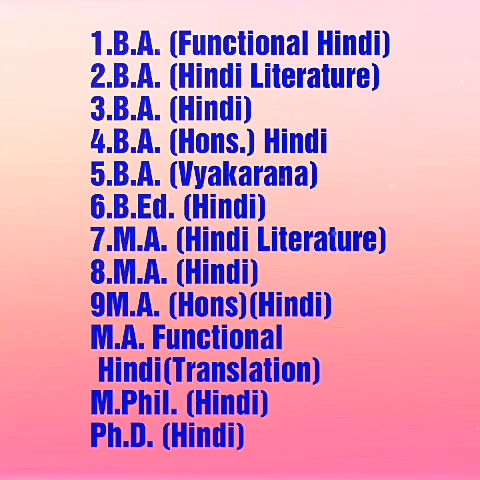 1.B.A. (Functional Hindi)
2.B.A. (Hindi Literature)
3.B.A. (Hindi)
4.B.A. (Hons.) Hindi
5.B.A. (Vyakarana)
6.B.Ed. (Hindi)
7.M.A. (Hindi Literature)
8.M.A. (Hindi)
9M.A. (Hons)(Hindi)
M.A. Functional
Hindi(Translation)
M.Phil. (Hindi)
Ph.D. (Hindi)